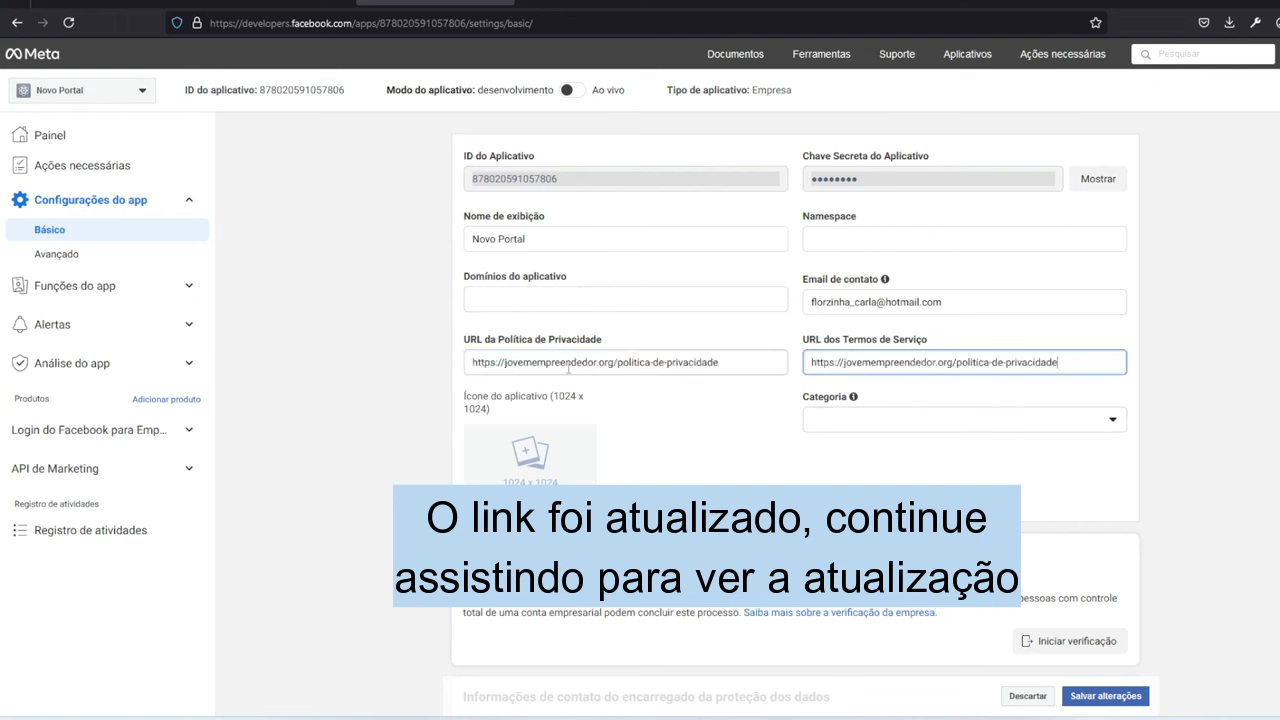 https://developers.facebook.com/apps/878020591057806/settings/basic/
Meta
Documentos Ferramentas Suporte Aplicativos Ações necessárias Pesquisar
Novo Portal ID do aplicativo: 878020591057806 Modo do aplicativo: desenvolvimento Ao vivo Tipo de aplicativo: Empresa
Painel
Ações necessárias
Configurações do app
Básico
Avançado
Funções do app
Alertas
Análise do app
Produtos Adicionar produto
Login do Facebook para Emp...
API de Marketing
Registro de atividades
Registro de atividades
ID do Aplicativo
878020591057806
Chave Secreta do Aplicativo
●●●●●●●● Mostrar
Nome de exibição
Novo Portal
Namespace
Domínios do aplicativo
Email de contato
florzinha_carla@hotmail.com
URL da Política de Privacidade
https://jovemempreendedor.org/politica-de-privacidade
URL dos Termos de Serviço
https://jovemempreendedor.org/politica-de-privacidade
Ícone do aplicativo (1024 x
1024)
1024 x 1024
Categoria
O link foi atualizado, continue
assistindo para ver a atualização
pessoas com controle
total de uma conta empresarial podem concluir este processo. Saiba mais sobre a verificação da empresa.
Iniciar verificação
Informações de contato do encarregado da proteção dos dados
Descartar Salvar alterações